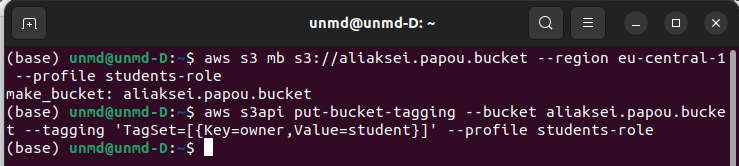 unmd@unmd-D: ~
(base) unmd@unmd-D:~$ aws s3 mb s3://aliaksei.papou.bucket --region eu-central-1
 --profile students-role
make_bucket: aliaksei.papou.bucket
(base) unmd@unmd-D:~$ aws s3api put-bucket-tagging --bucket aliaksei.papou.bucke
t --tagging 'TagSet=[{Key=owner,Value=student}]' --profile students-role
(base) unmd@unmd-D:~$